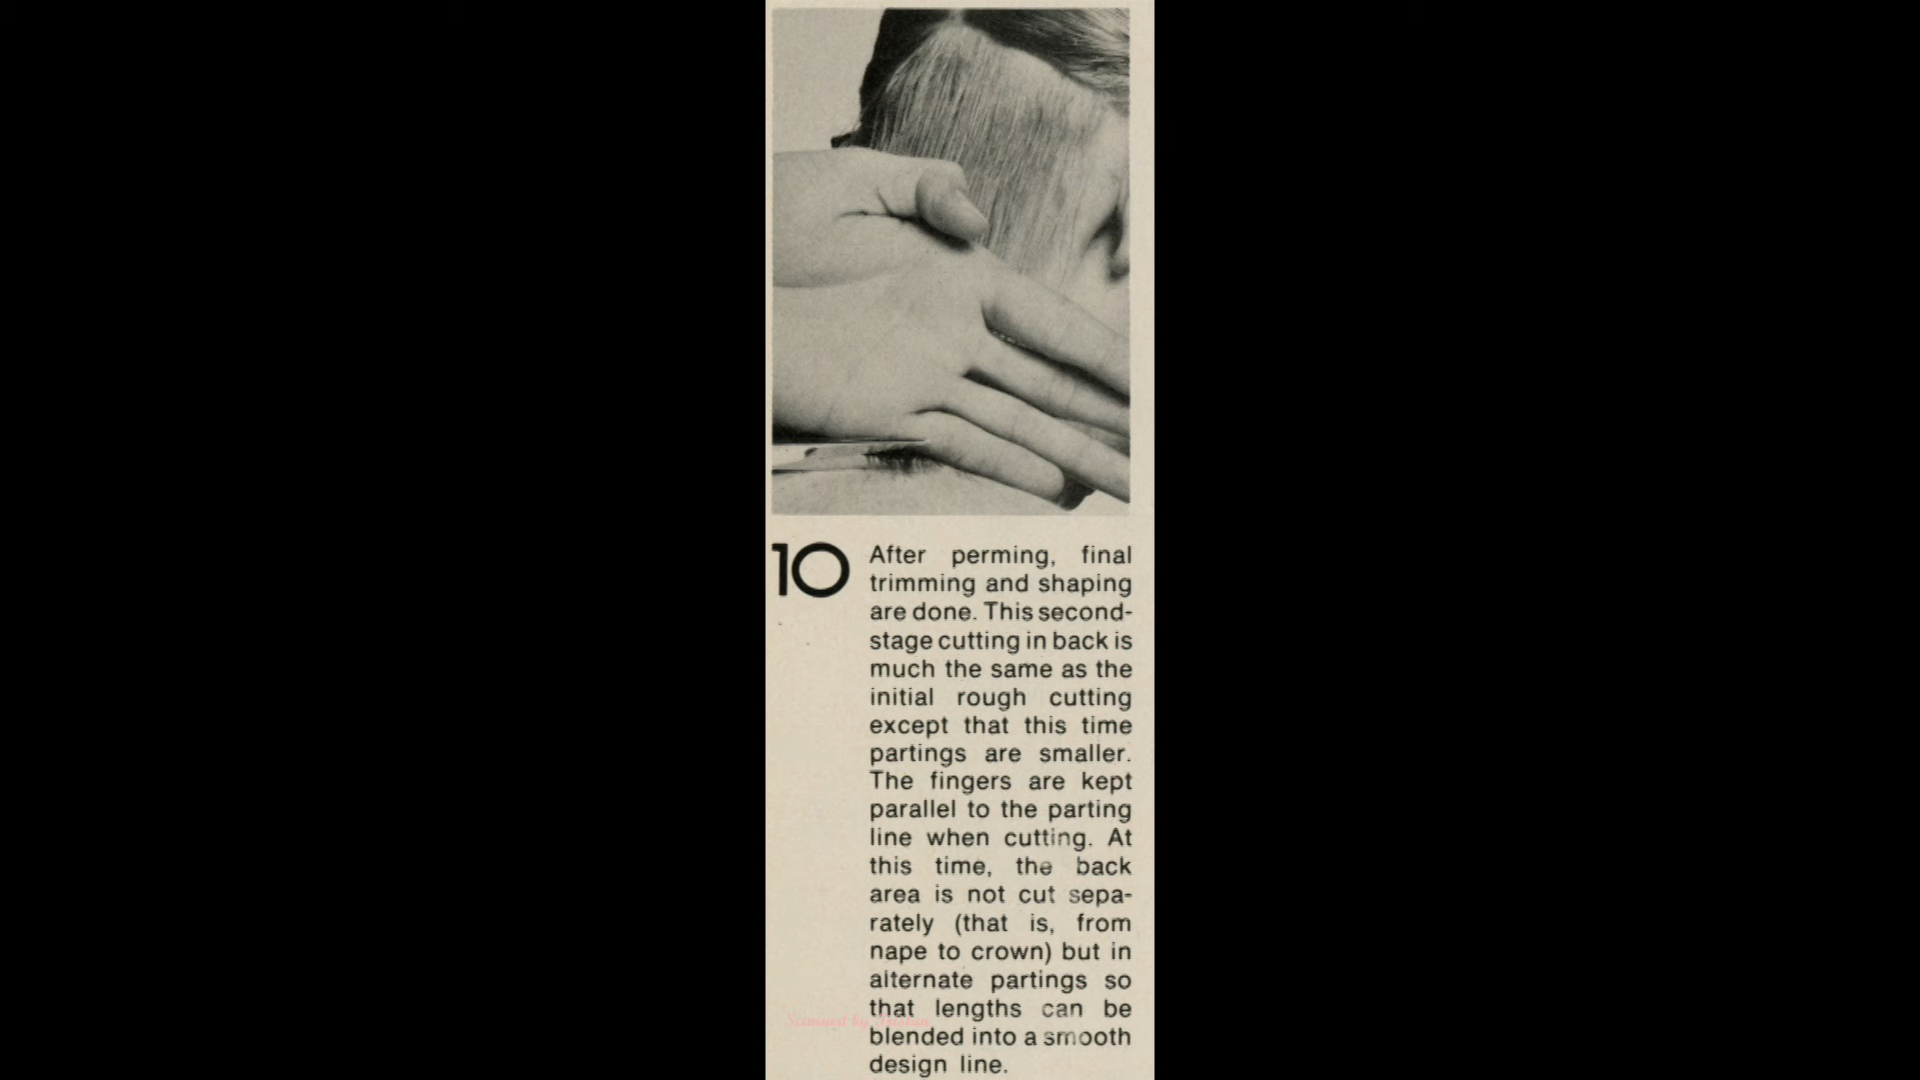 10
After perming, final
trimming and shaping
are done. This second-
stage cutting in back is
much the same as the
initial rough cutting
except that this time
partings are smaller.
The fingers are kept
parallel to the parting
line when cutting. At
this time, the back
area is not cut sepa-
rately (that is, from
nape to crown) but in
alternate partings so
that lengths can be
blended into a smooth
design line.
Scanned by